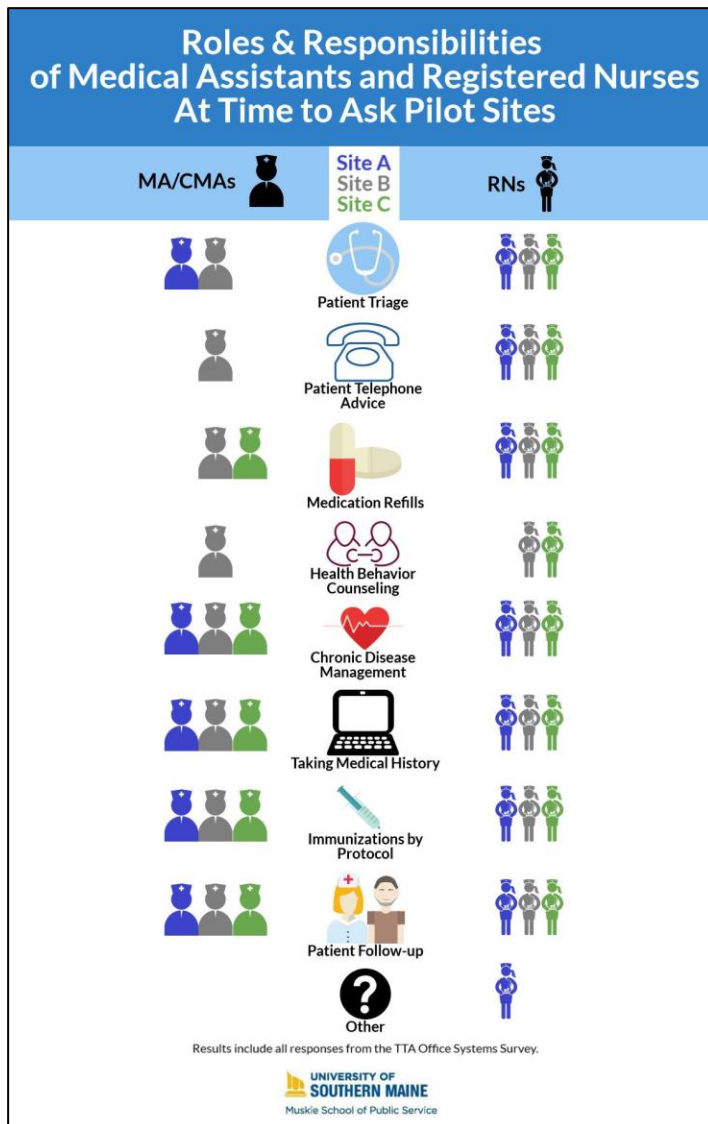 Roles & Responsibilities
of Medical Assistants and Registered Nurses
At Time to Ask Pilot Sites
MA/CMAs
Site A
Site B
Site C
RNs
Patient Triage
Patient Telephone
Advice
Medication Refills
Health Behavior
Counseling
Chronic Disease
Management
Taking Medical History
Immunizations by
Protocol
Patient Follow-up
?
Other
Results include all responses from the TTA Office Systems Survey.
UNIVERSITY OF
SOUTHERN MAINE
Muskie School of Public Service